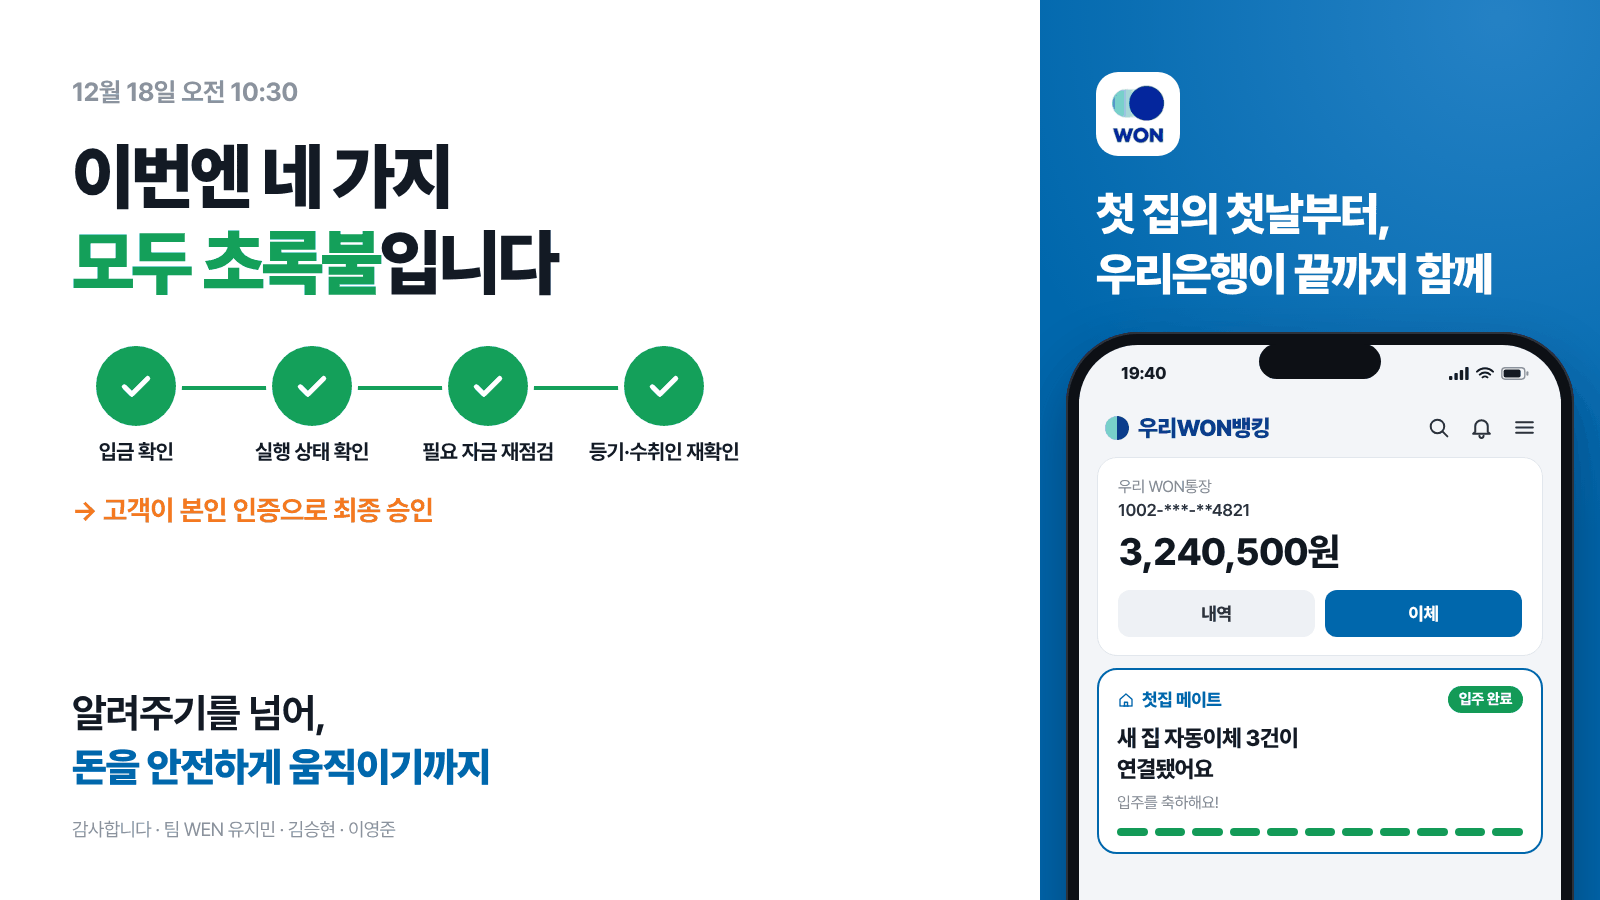 12월 18일 오전 10:30
이번엔 네 가지
모두 초록불입니다
입금 확인
실행 상태 확인
필요 자금 재점검
등기·수취인 재확인
→ 고객이 본인 인증으로 최종 승인
알려주기를 넘어,
돈을 안전하게 움직이기까지
감사합니다 · 팀 WEN 유지민 · 김승현 · 이영준
WON
첫 집의 첫날부터,
우리은행이 끝까지 함께
19:40
우리WON뱅킹
우리 WON통장
1002-***-**4821
3,240,500원
내역
이체
첫집 메이트
입주 완료
새 집 자동이체 3건이
연결됐어요
입주를 축하해요!